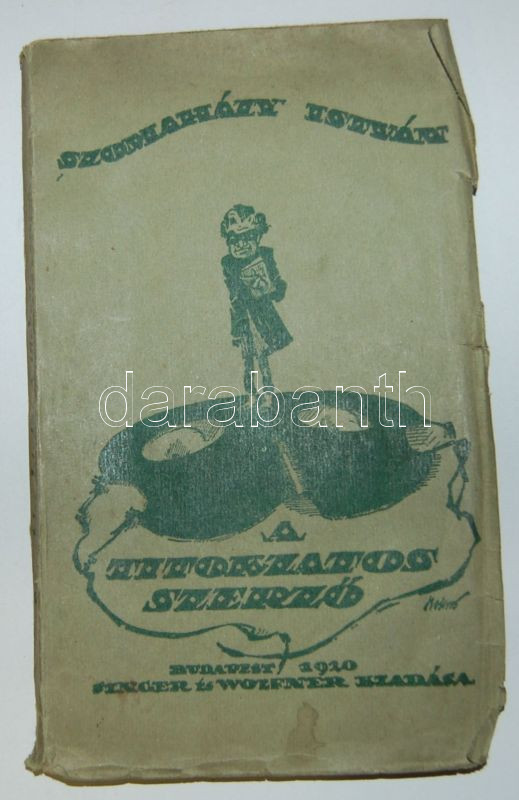 SZOMAHÁZY ISTVÁN
darabanth
A
TITOKZATOS
SZERZŐ
BUDAPEST 1920
SINGER ÉS WOLFNER KIADÁSA